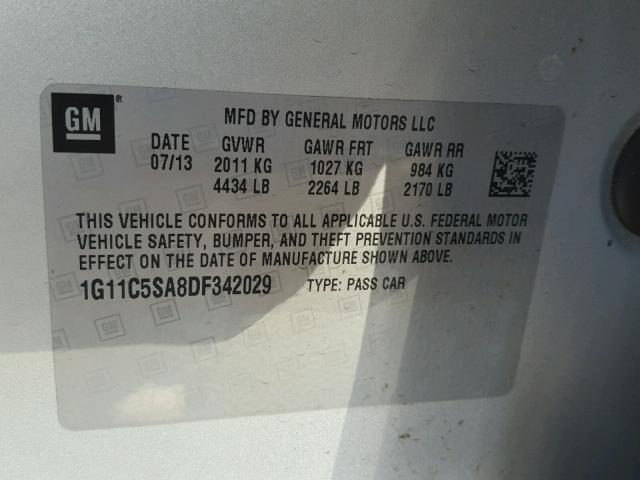 GM ® MFD BY GENERAL MOTORS LLC
DATE GVWR GAWR FRT GAWR RR
07/13 2011 KG 1027 KG 984 KG
4434 LB 2264 LB 2170 LB
THIS VEHICLE CONFORMS TO ALL APPLICABLE U.S. FEDERAL MOTOR
VEHICLE SAFETY, BUMPER, AND THEFT PREVENTION STANDARDS IN
EFFECT ON THE DATE OF MANUFACTURE SHOWN ABOVE.
1G11C5SA8DF342029 TYPE: PASS CAR